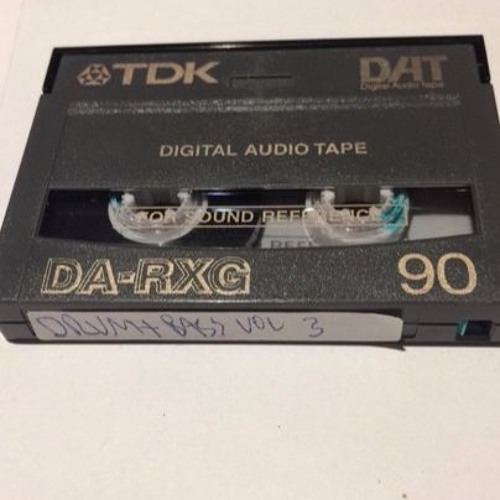 TDK
DAT
Digital Audio Tape
DIGITAL AUDIO TAPE
FOR SOUND REFERENCE
DA-RXG
90
DRUM+BASS VOL 3